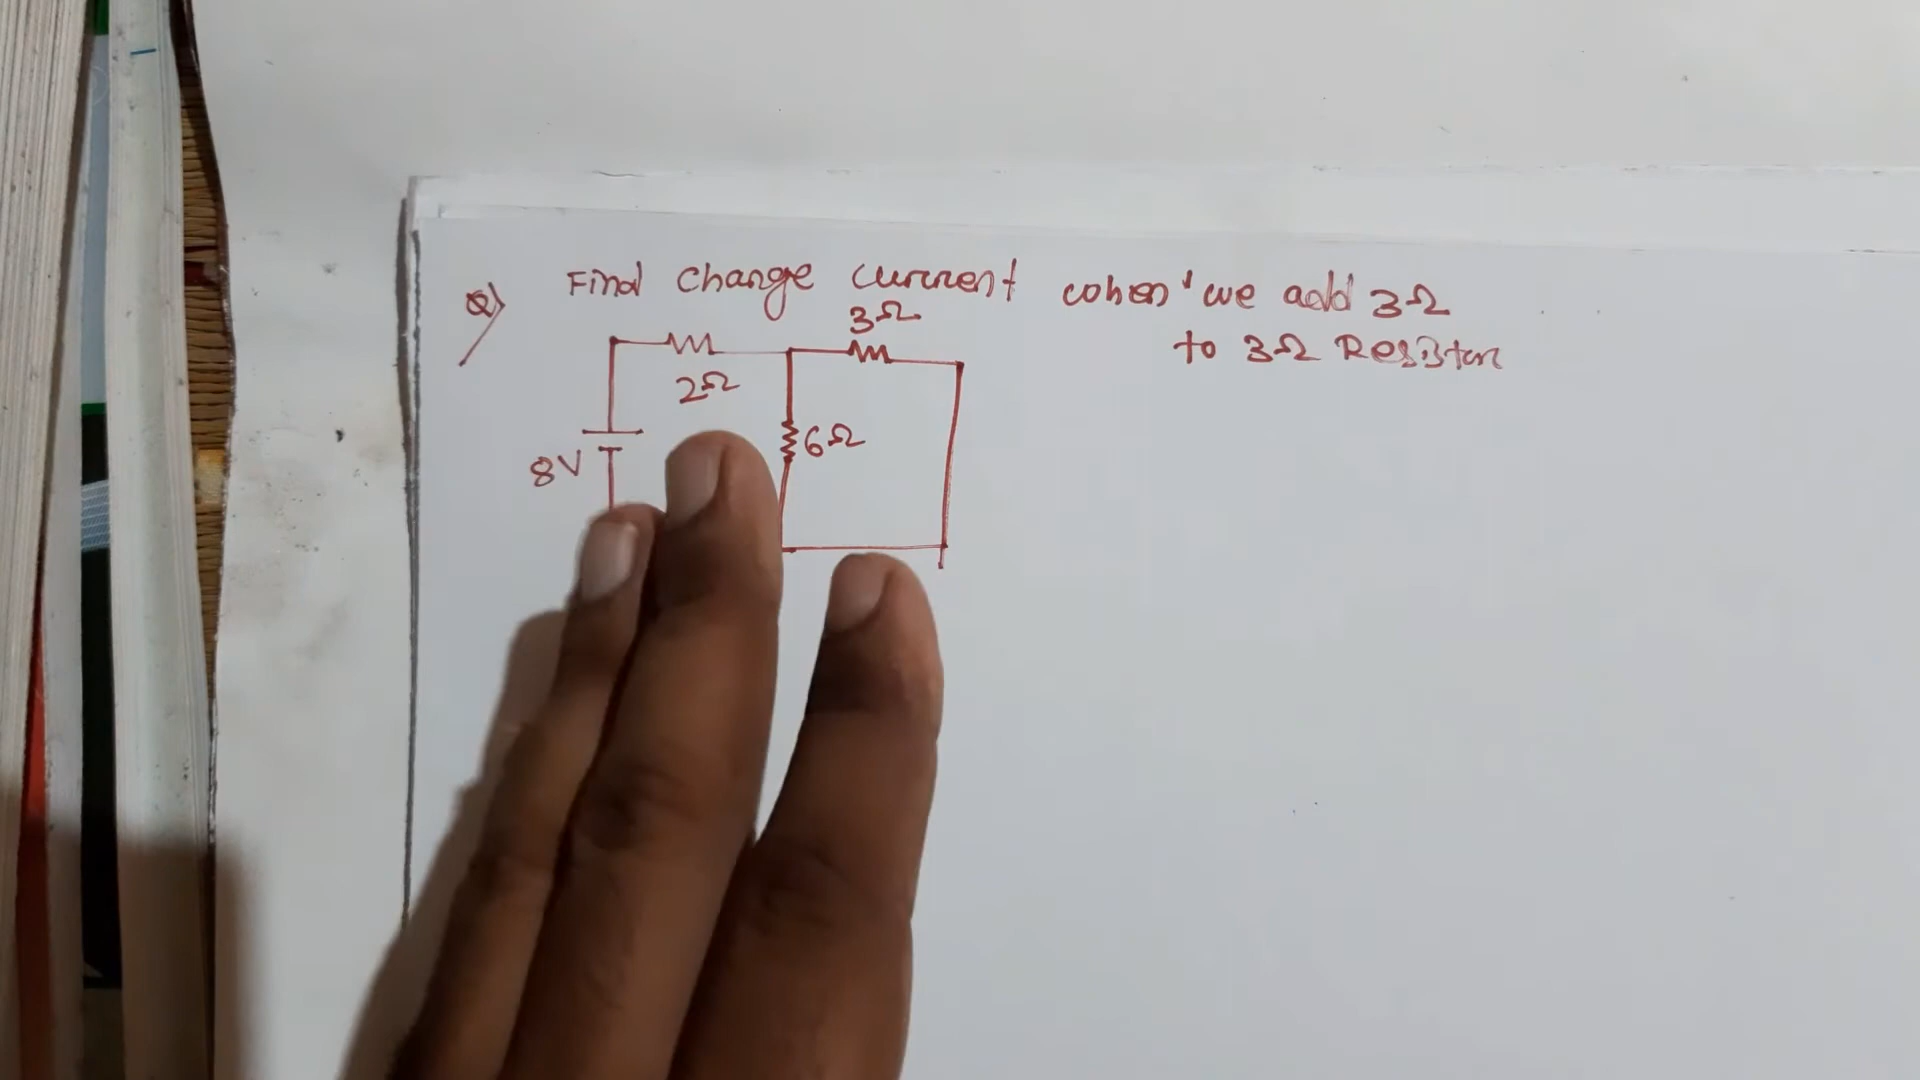 Q) Find change current when we add 3Ω
to 3Ω Resistor
3Ω
2Ω
6Ω
8V